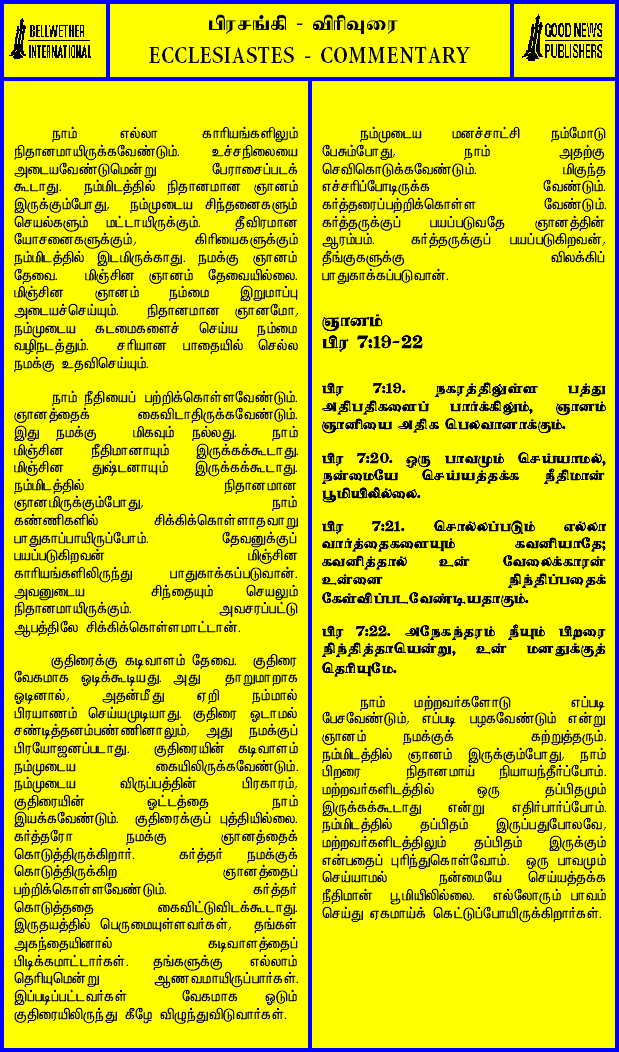 BELLWETHER
INTERNATIONAL
பிரசங்கி - விரிவுரை
ECCLESIASTES - COMMENTARY
GOOD NEWS
PUBLISHERS
நாம் எல்லா காரியங்களிலும்
நிதானமாயிருக்கவேண்டும். உச்சநிலையை
அடையவேண்டுமென்று பேராசைப்படக்
கூடாது. நம்மிடத்தில் நிதானமான ஞானம்
இருக்கும்போது, நம்முடைய சிந்தனைகளும்
செயல்களும் மட்டாயிருக்கும். தீவிரமான
யோசனைகளுக்கும், கிரியைகளுக்கும்
நம்மிடத்தில் இடமிருக்காது. நமக்கு ஞானம்
தேவை. மிஞ்சின ஞானம் தேவையில்லை.
மிஞ்சின ஞானம் நம்மை இறுமாப்பு
அடையச்செய்யும். நிதானமான ஞானமோ,
நம்முடைய கடமைகளைச் செய்ய நம்மை
வழிநடத்தும். சரியான பாதையில் செல்ல
நமக்கு உதவிசெய்யும்.
நாம் நீதியைப் பற்றிக்கொள்ளவேண்டும்.
ஞானத்தைக் கைவிடாதிருக்கவேண்டும்.
இது நமக்கு மிகவும் நல்லது. நாம்
மிஞ்சின நீதிமானாயும் இருக்கக்கூடாது.
மிஞ்சின துஷ்டனாயும் இருக்கக்கூடாது.
நம்மிடத்தில் நிதானமான
ஞானமிருக்கும்போது, நாம்
கண்ணிகளில் சிக்கிக்கொள்ளாதவாறு
பாதுகாப்பாயிருப்போம். தேவனுக்குப்
பயப்படுகிறவன் மிஞ்சின
காரியங்களிலிருந்து பாதுகாக்கப்படுவான்.
அவனுடைய சிந்தையும் செயலும்
நிதானமாயிருக்கும். அவசரப்பட்டு
ஆபத்திலே சிக்கிக்கொள்ளமாட்டான்.
குதிரைக்கு கடிவாளம் தேவை. குதிரை
வேகமாக ஓடிக்கூடியது. அது தாறுமாறாக
ஓடினால், அதன்மீது ஏறி நம்மால்
பிரயாணம் செய்யமுடியாது. குதிரை ஓடாமல்
சண்டித்தனம்பண்ணினாலும், அது நமக்குப்
பிரயோஜனப்படாது. குதிரையின் கடிவாளம்
நம்முடைய கையிலிருக்கவேண்டும்.
நம்முடைய விருப்பத்தின் பிரகாரம்,
குதிரையின் ஓட்டத்தை நாம்
இயக்கவேண்டும். குதிரைக்குப் புத்தியில்லை.
கர்த்தரோ நமக்கு ஞானத்தைக்
கொடுத்திருக்கிறார். கர்த்தர் நமக்குக்
கொடுத்திருக்கிற ஞானத்தைப்
பற்றிக்கொள்ளவேண்டும். கர்த்தர்
கொடுத்ததை கைவிட்டுவிடக்கூடாது.
இருதயத்தில் பெருமையுள்ளவர்கள், தங்கள்
அகந்தையினால் கடிவாளத்தைப்
பிடிக்கமாட்டார்கள். தங்களுக்கு எல்லாம்
தெரியுமென்று ஆணவமாயிருப்பார்கள்.
இப்படிப்பட்டவர்கள் வேகமாக ஓடும்
குதிரையிலிருந்து கீழே விழுந்துவிடுவார்கள்.
நம்முடைய மனச்சாட்சி நம்மோடு
பேசும்போது, நாம் அதற்கு
செவிகொடுக்கவேண்டும். மிகுந்த
எச்சரிப்போடிருக்க வேண்டும்.
கர்த்தரைப்பற்றிக்கொள்ள வேண்டும்.
கர்த்தருக்குப் பயப்படுவதே ஞானத்தின்
ஆரம்பம். கர்த்தருக்குப் பயப்படுகிறவன்,
தீங்குகளுக்கு விலக்கிப்
பாதுகாக்கப்படுவான்.
ஞானம்
பிர 7:19-22
பிர 7:19. நகரத்திலுள்ள பத்து
அதிபதிகளைப் பார்க்கிலும், ஞானம்
ஞானியை அதிக பெலவானாக்கும்.
பிர 7:20. ஒரு பாவமும் செய்யாமல்,
நன்மையே செய்யத்தக்க நீதிமான்
பூமியிலில்லை.
பிர 7:21. சொல்லப்படும் எல்லா
வார்த்தைகளையும் கவனியாதே;
கவனித்தால் உன் வேலைக்காரன்
உன்னை நிந்திப்பதைக்
கேள்விப்படவேண்டியதாகும்.
பிர 7:22. அநேகந்தரம் நீயும் பிறரை
நிந்தித்தாயென்று, உன் மனதுக்குத்
தெரியுமே.
நாம் மற்றவர்களோடு எப்படி
பேசவேண்டும், எப்படி பழகவேண்டும் என்று
ஞானம் நமக்குக் கற்றுத்தரும்.
நம்மிடத்தில் ஞானம் இருக்கும்போது, நாம்
பிறரை நிதானமாய் நியாயந்தீர்ப்போம்.
மற்றவர்களிடத்தில் ஒரு தப்பிதமும்
இருக்கக்கூடாது என்று எதிர்பார்ப்போம்.
நம்மிடத்தில் தப்பிதம் இருப்பதுபோலவே,
மற்றவர்களிடத்திலும் தப்பிதம் இருக்கும்
என்பதைப் புரிந்துகொள்வோம். ஒரு பாவமும்
செய்யாமல் நன்மையே செய்யத்தக்க
நீதிமான் பூமியிலில்லை. எல்லோரும் பாவம்
செய்து ஏகமாய்க் கெட்டுப்போயிருக்கிறார்கள்.